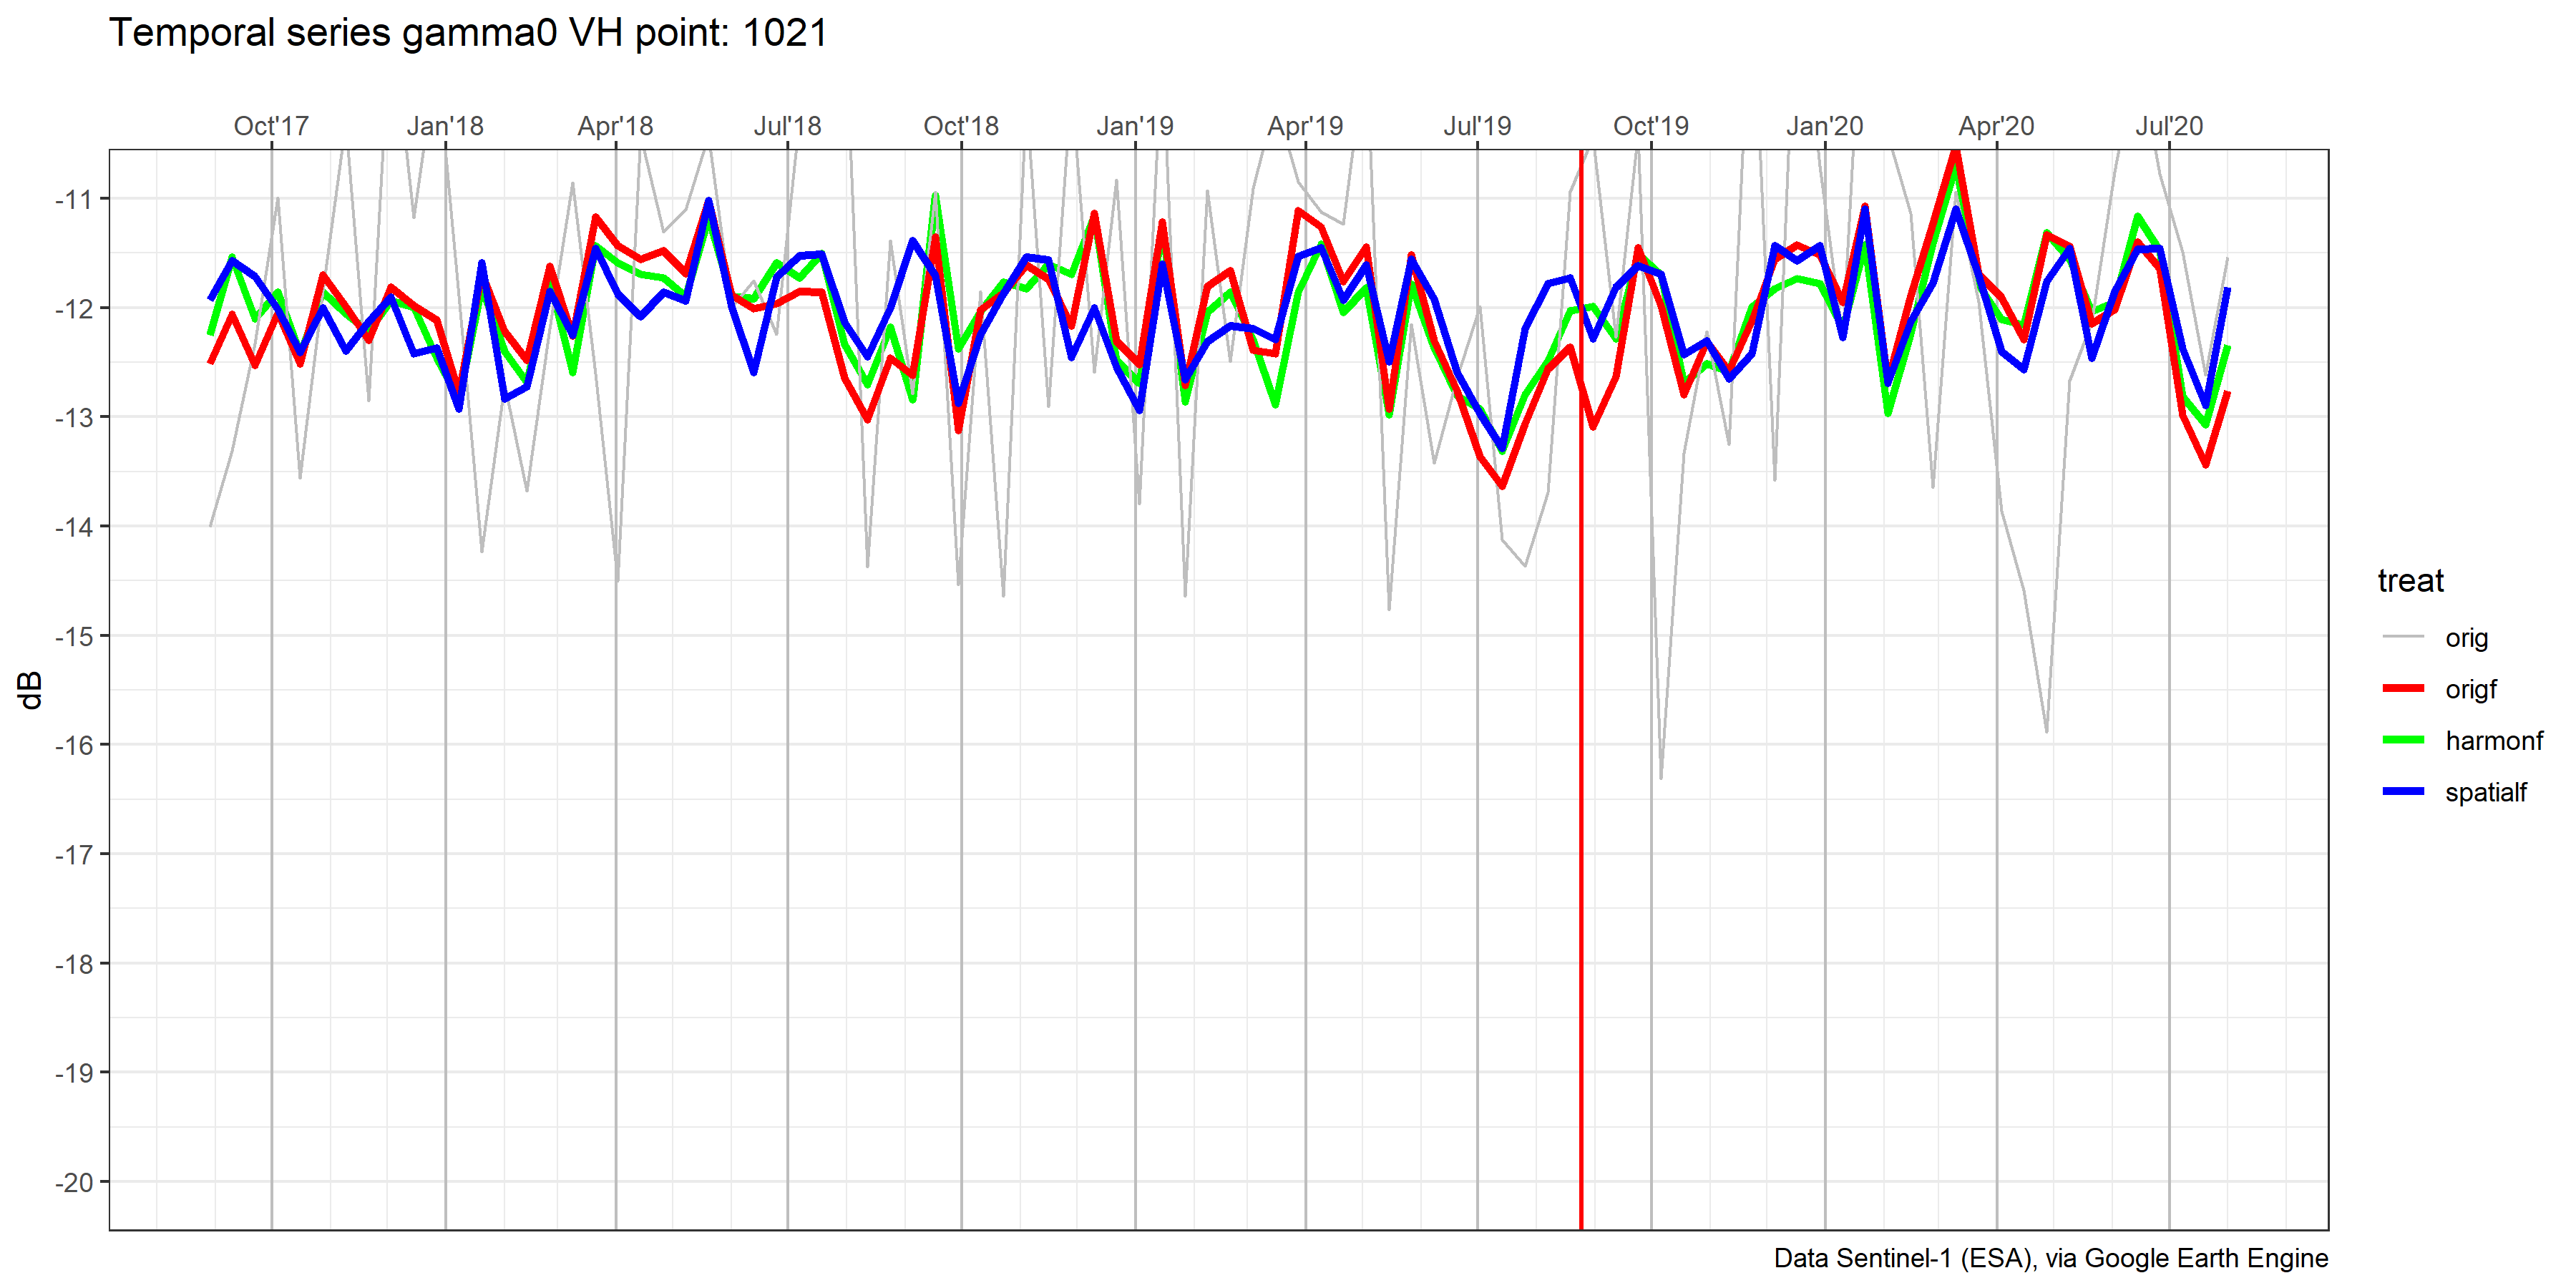 Temporal series gamma0 VH point: 1021
Oct'17 Jan'18 Apr'18 Jul'18 Oct'18 Jan'19 Apr'19 Jul'19 Oct'19 Jan'20 Apr'20 Jul'20
-11
-12
-13
-14
-15
-16
-17
-18
-19
-20
dB
treat
orig
origf
harmonf
spatialf
Data Sentinel-1 (ESA), via Google Earth Engine